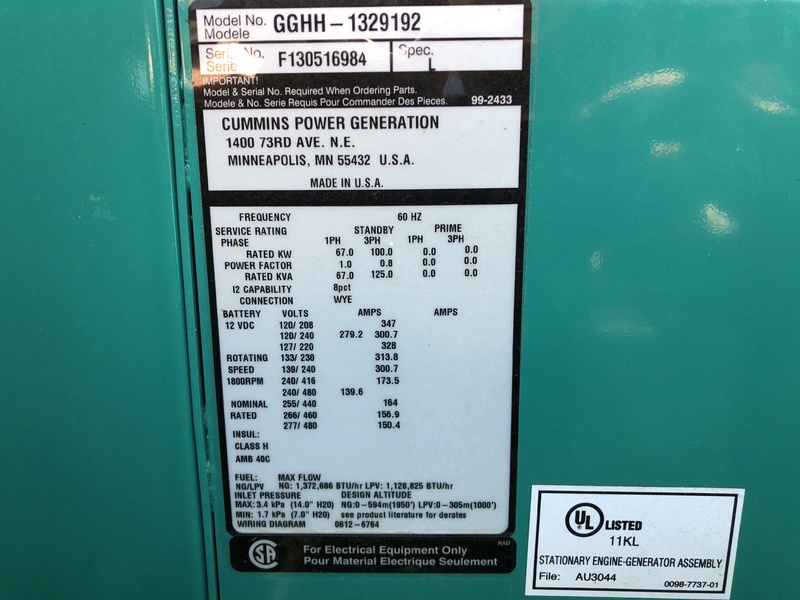 Model No. GGHH-1329192
Modele
Serial No. F130516984 Spec. L
Serie
IMPORTANT!
Model & Serial No. Required When Ordering Parts.
Modele & No. Serie Requis Pour Commander Des Pieces. 99-2433
CUMMINS POWER GENERATION
1400 73RD AVE. N.E.
MINNEAPOLIS, MN 55432 U.S.A.
MADE IN U.S.A.
FREQUENCY 60 HZ
SERVICE RATING STANDBY PRIME
PHASE 1PH 3PH 1PH 3PH
RATED KW 67.0 100.0 0.0 0.0
POWER FACTOR 1.0 0.8 0.0 0.0
RATED KVA 67.0 125.0 0.0 0.0
I2 CAPABILITY 8pct
CONNECTION WYE
BATTERY VOLTS AMPS AMPS
12 VDC 120/ 208 347
120/ 240 279.2 300.7
127/ 220 328
ROTATING 133/ 230 313.8
SPEED 139/ 240 300.7
1800RPM 240/ 416 173.5
240/ 480 139.6
NOMINAL 255/ 440 164
RATED 266/ 460 156.9
277/ 480 150.4
INSUL:
CLASS H
AMB 40C
FUEL: MAX FLOW
NG/LPV NG: 1,372,686 BTU/hr LPV: 1,128,825 BTU/hr
INLET PRESSURE DESIGN ALTITUDE
MAX: 3.4 kPa (14.0" H20) NG:0-594m(1950') LPV:0-305m(1000')
MIN: 1.7 kPa (7.0" H20) see product literature for derates
WIRING DIAGRAM 0612-6764
RAD
SA For Electrical Equipment Only
Pour Material Electrique Seulement
UL LISTED
11KL
STATIONARY ENGINE-GENERATOR ASSEMBLY
File: AU3044 0098-7737-01